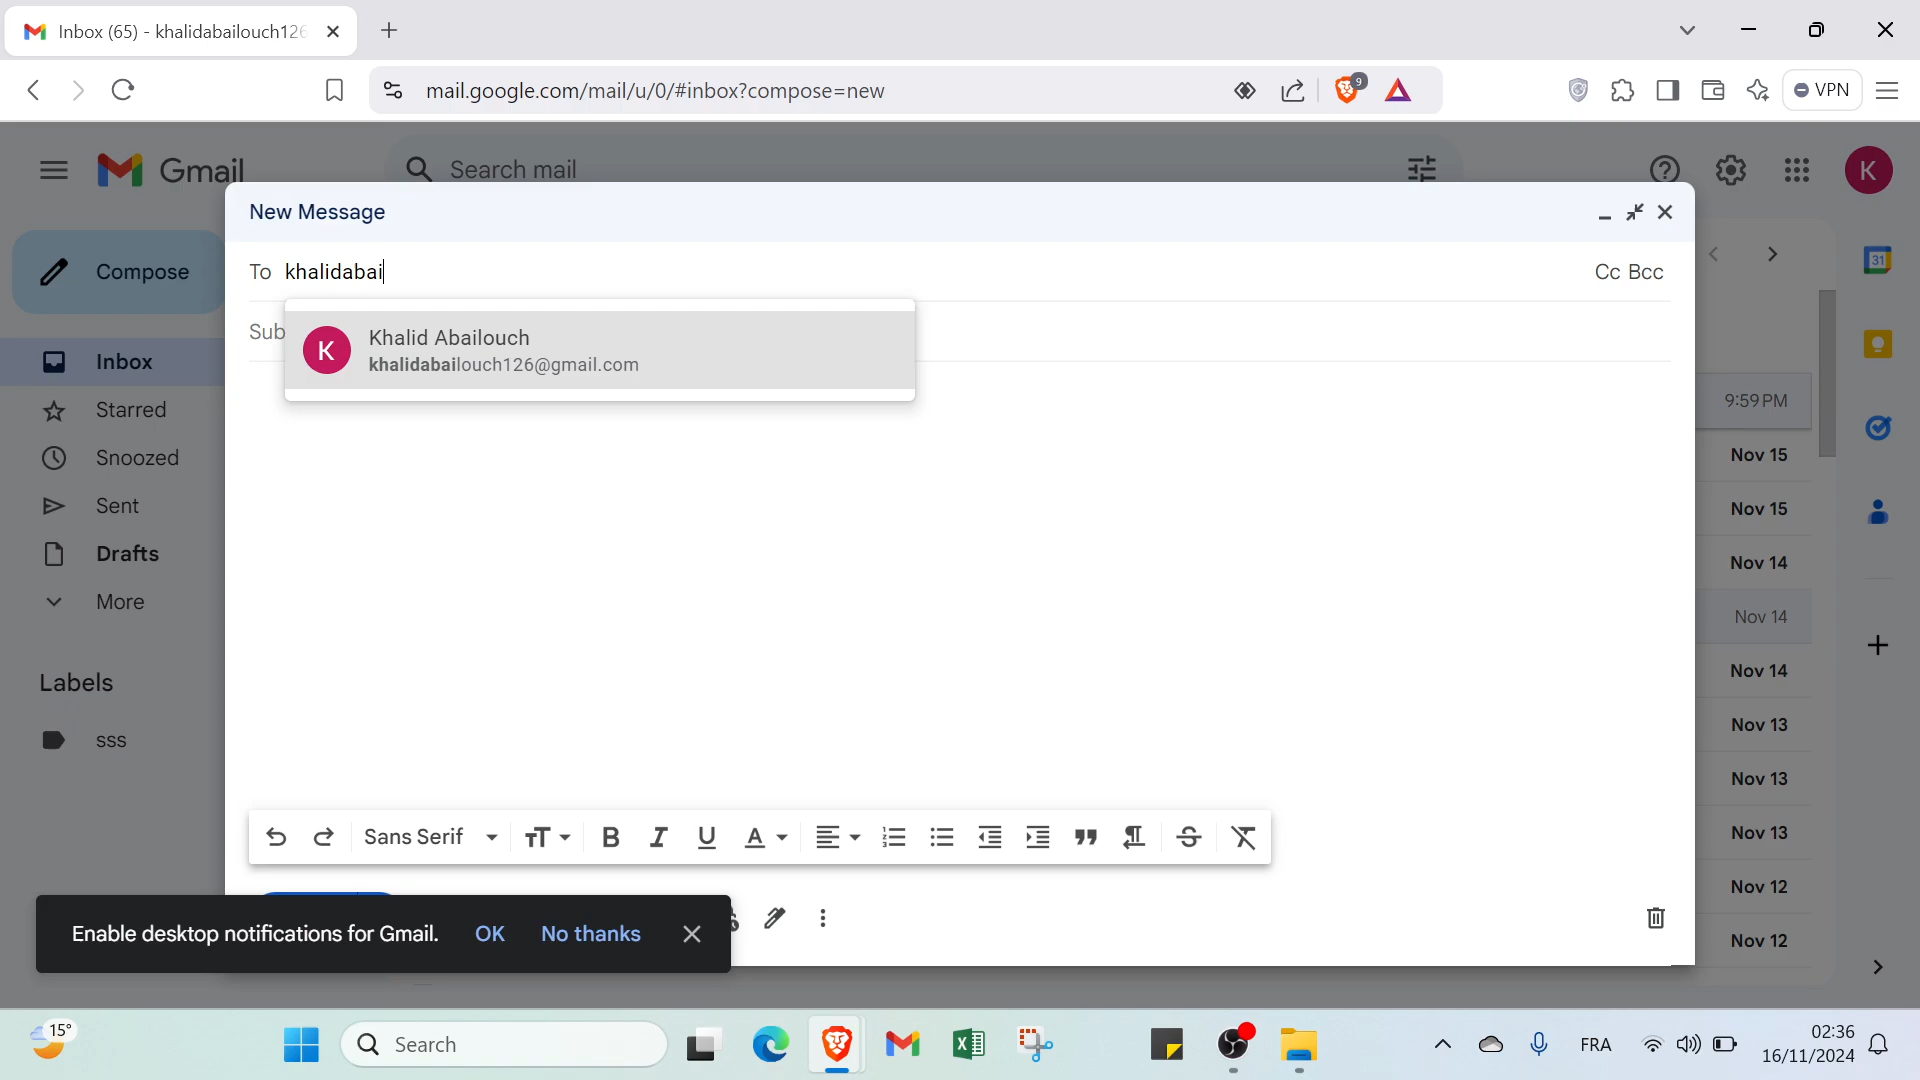 Inbox (65) - khalidabailouch126
mail.google.com/mail/u/0/#inbox?compose=new
9
VPN
Gmail
Search mail
K
New Message
Compose
To khalidabai
Cc Bcc
31
Sub
K
Khalid Abailouch
khalidabailouch126@gmail.com
Inbox
Starred
Snoozed
Sent
Drafts
More
Labels
sss
9:59 PM
Nov 15
Nov 15
Nov 14
Nov 14
Nov 14
Nov 13
Nov 13
Nov 13
Nov 12
Nov 12
Sans Serif
Enable desktop notifications for Gmail. OK No thanks
15°
Search
FRA
02:36
16/11/2024